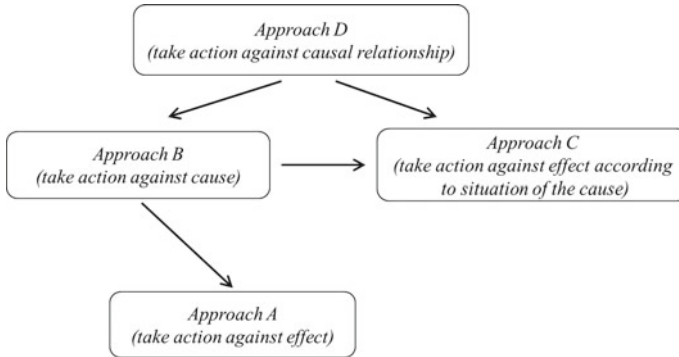 Approach D
(take action against causal relationship)
Approach B
(take action against cause)
Approach C
(take action against effect according
to situation of the cause)
Approach A
(take action against effect)